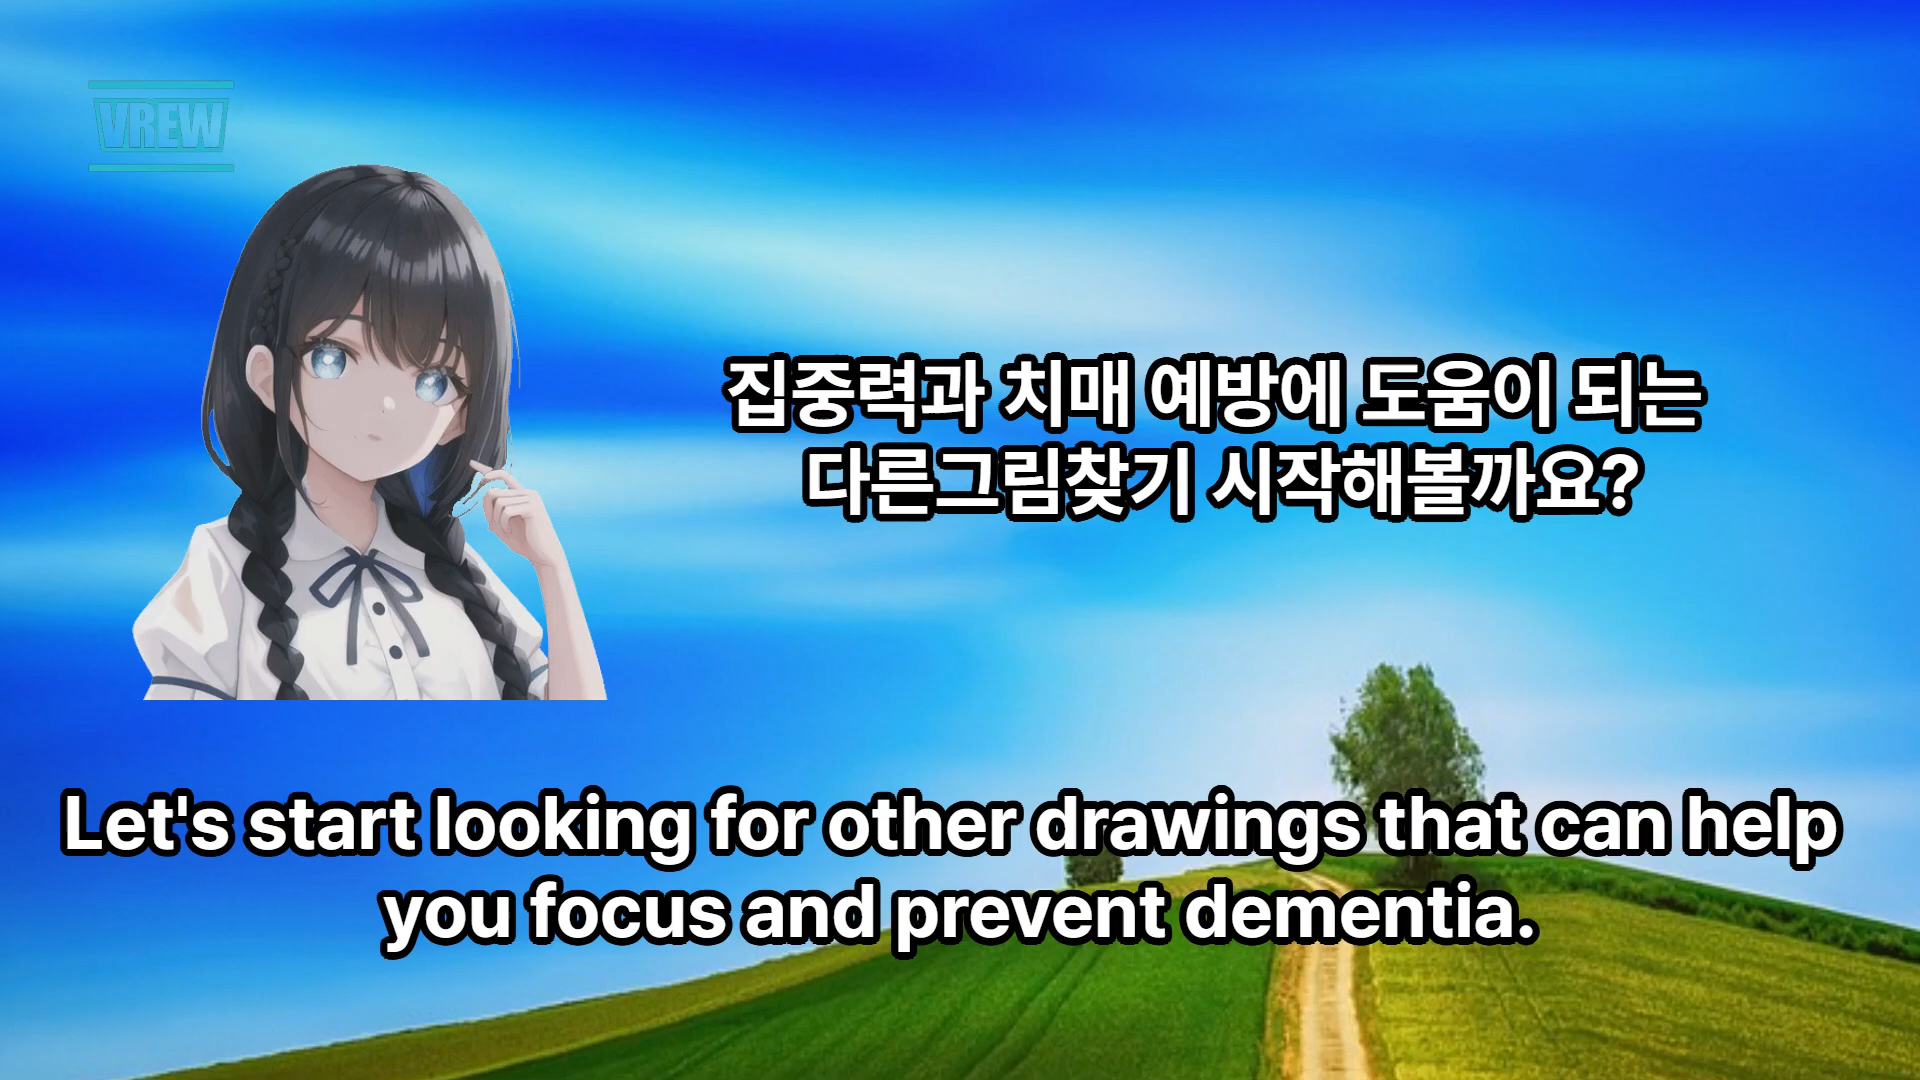 VREW
집중력과 치매 예방에 도움이 되는
다른그림찾기 시작해볼까요?
Let's start looking for other drawings that can help
you focus and prevent dementia.